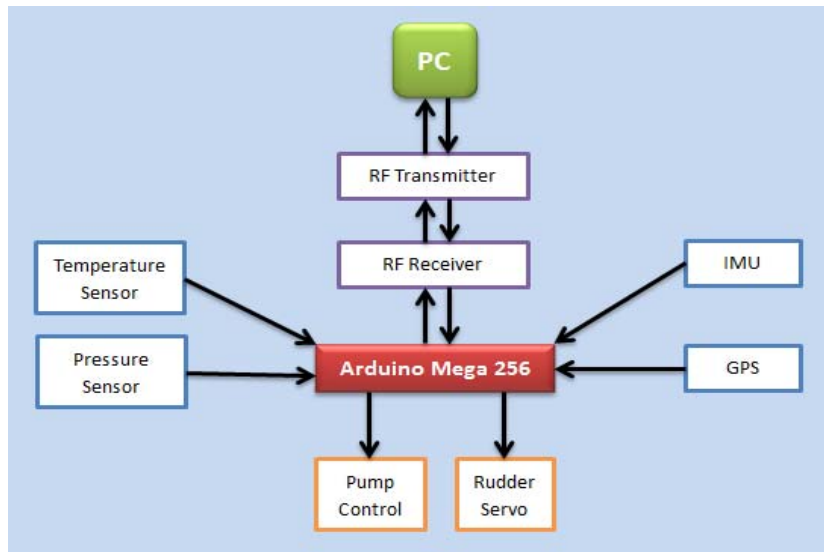 PC
RF Transmitter
RF Receiver
Temperature
Sensor
IMU
Pressure
Sensor
Arduino Mega 256
GPS
Pump
Control
Rudder
Servo